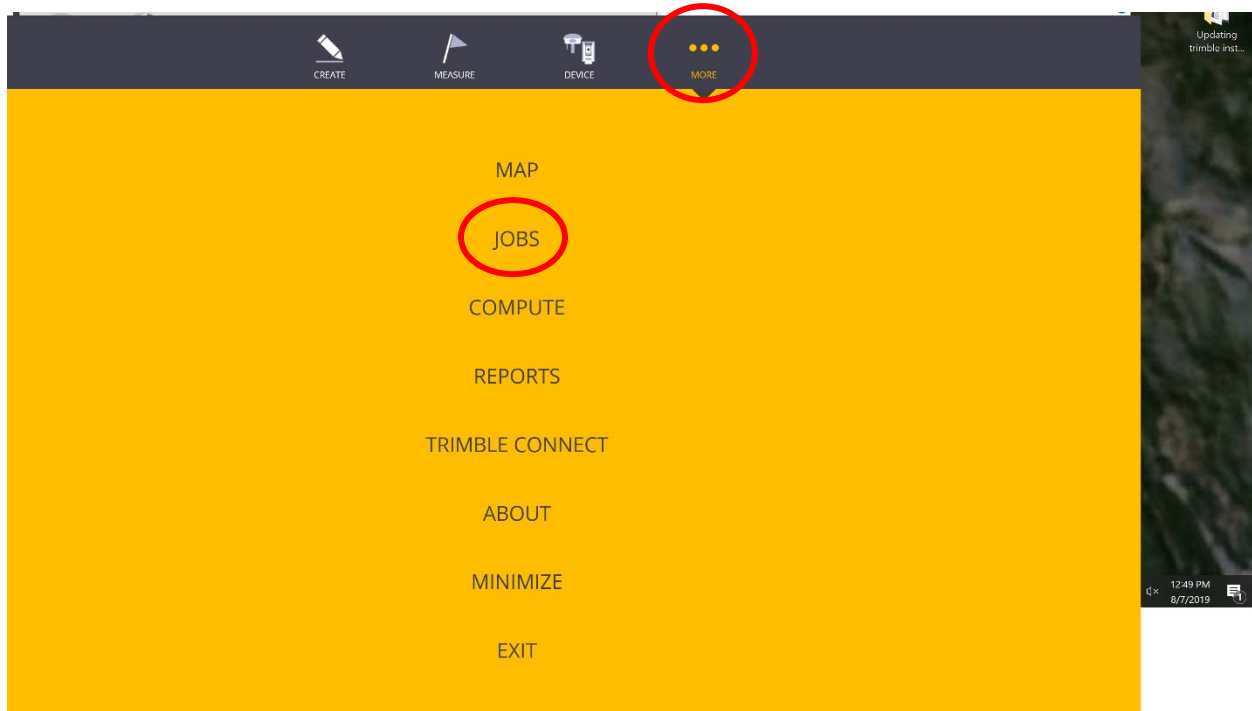 Updating
trimble inst...
CREATE
MEASURE
DEVICE
MORE
MAP
JOBS
COMPUTE
REPORTS
TRIMBLE CONNECT
ABOUT
MINIMIZE
EXIT
12:49 PM
8/7/2019
1